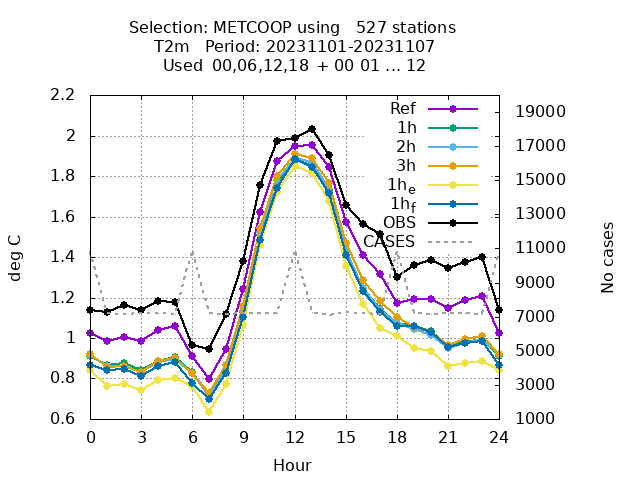 Selection: METCOOP using 527 stations
T2m Period: 20231101-20231107
Used 00,06,12,18 + 00 01 ... 12
2.2
2
1.8
1.6
1.4
1.2
1
0.8
0.6
deg C
19000
17000
15000
13000
11000
9000
7000
5000
3000
1000
No cases
Ref
1h
2h
3h
1he
1hf
OBS
CASES
0 3 6 9 12 15 18 21 24
Hour